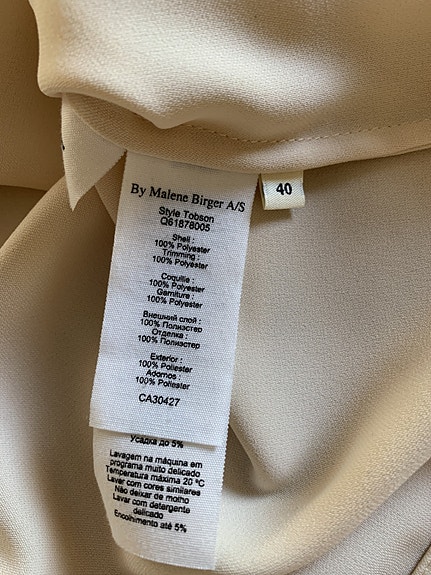 By Malene Birger A/S
40
Style Tobson
Q61878005
Shell :
100% Polyester
Trimming :
100% Polyester
Coquille :
100% Polyester
Garniture :
100% Polyester
Внешний слой :
100% Полиэстер
Отделка :
100% Полиэстер
Exterior :
100% Poliester
Adornos :
100% Poliester
CA30427
Усадка до 5%
Lavagem na máquina em
programa muito delicado
Temperatura máxima 20 ºC
Lavar com cores similares
Não deixar de molho
Lavar com detergente
delicado
Encolhimento até 5%